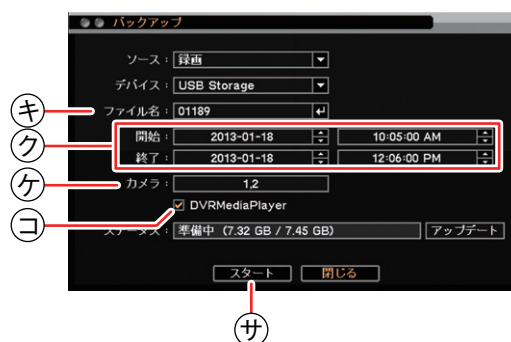 バックアップ
ソース： 録画
デバイス： USB Storage
キ ファイル名： 01189
ク 開始： 2013-01-18 10:05:00 AM
終了： 2013-01-18 12:06:00 PM
ケ カメラ： 1,2
コ DVRMediaPlayer
ステータス： 準備中 (7.32 GB / 7.45 GB) アップデート
スタート 閉じる
サ